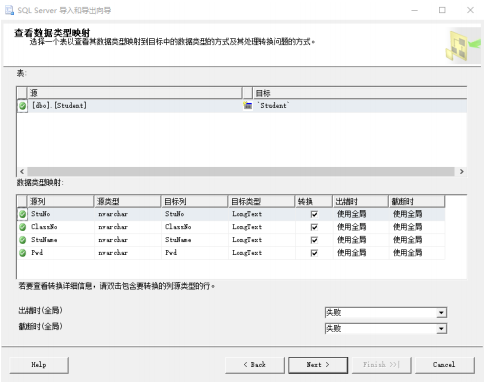 SQL Server 导入和导出向导
查看数据类型映射
选择一个表以查看其数据类型映射到目标中的数据类型的方式及其处理转换问题的方式。
表:
源 目标
[dbo].[Student] `Student`
数据类型映射:
源列 源类型 目标列 目标类型 转换 出错时 截断时
StuNo nvarchar StuNo LongText 使用全局 使用全局
ClassNo nvarchar ClassNo LongText 使用全局 使用全局
StuName nvarchar StuName LongText 使用全局 使用全局
Pwd nvarchar Pwd LongText 使用全局 使用全局
若要查看转换详细信息，请双击包含要转换的列源类型的行。
出错时(全局) 失败
截断时(全局) 失败
Help < Back Next > Finish >>| Cancel